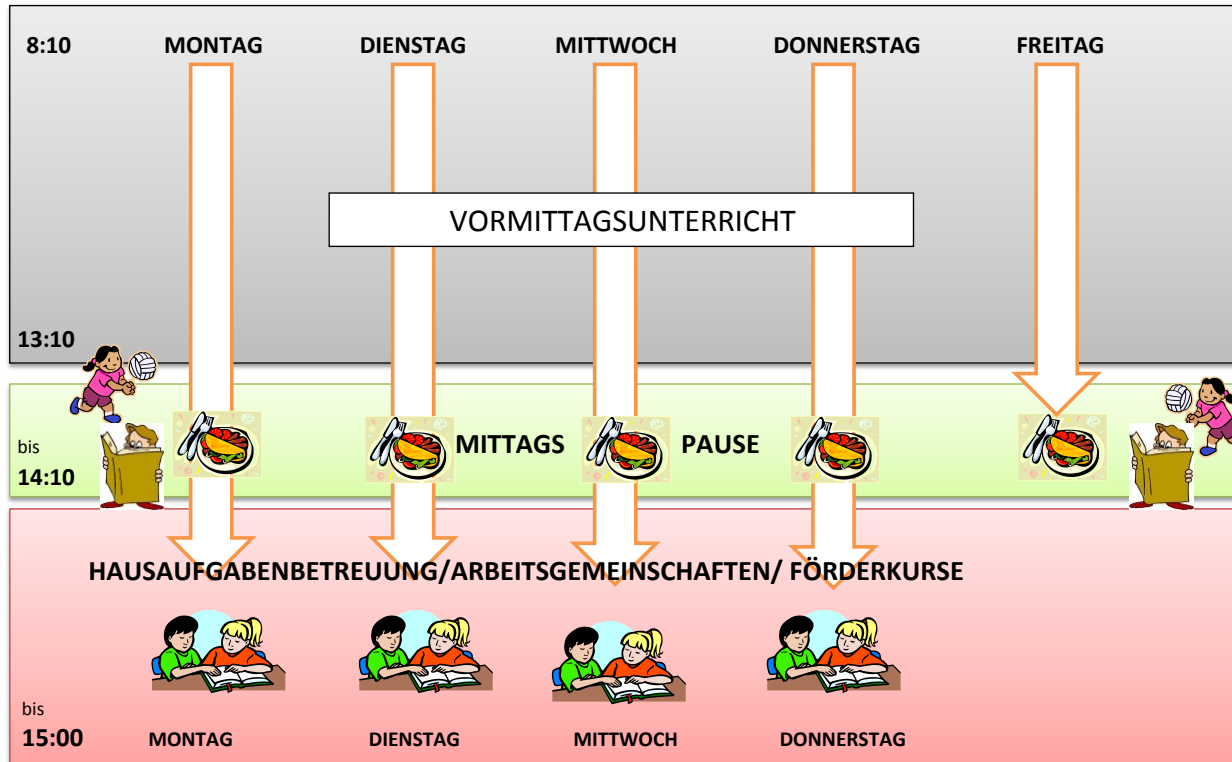 8:10 MONTAG DIENSTAG MITTWOCH DONNERSTAG FREITAG
VORMITTAGSUNTERRICHT
13:10
MITTAGS PAUSE
bis
14:10
HAUSAUFGABENBETREUUNG/ARBEITSGEMEINSCHAFTEN/ FÖRDERKURSE
bis
15:00 MONTAG DIENSTAG MITTWOCH DONNERSTAG